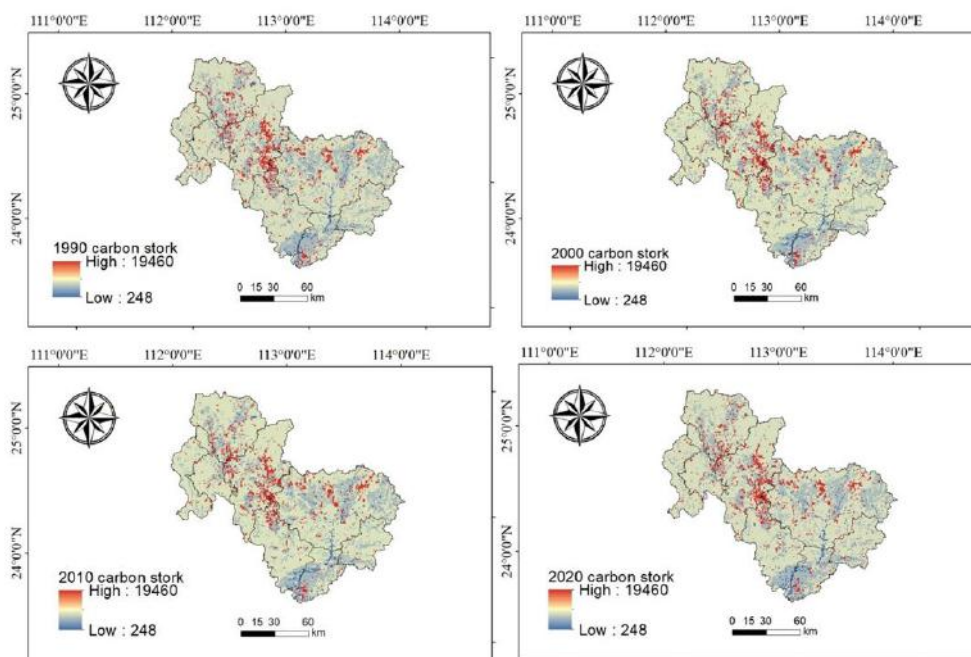 111°0'0"E 112°0'0"E 113°0'0"E 114°0'0"E
25°0'0"N
24°0'0"N
1990 carbon stork
High : 19460
Low : 248
0 15 30 60
km
111°0'0"E 112°0'0"E 113°0'0"E 114°0'0"E
25°0'0"N
24°0'0"N
2000 carbon stork
High : 19460
Low : 248
0 15 30 60
km
111°0'0"E 112°0'0"E 113°0'0"E 114°0'0"E
25°0'0"N
24°0'0"N
2010 carbon stork
High : 19460
Low : 248
0 15 30 60
km
111°0'0"E 112°0'0"E 113°0'0"E 114°0'0"E
25°0'0"N
24°0'0"N
2020 carbon stork
High : 19460
Low : 248
0 15 30 60
km